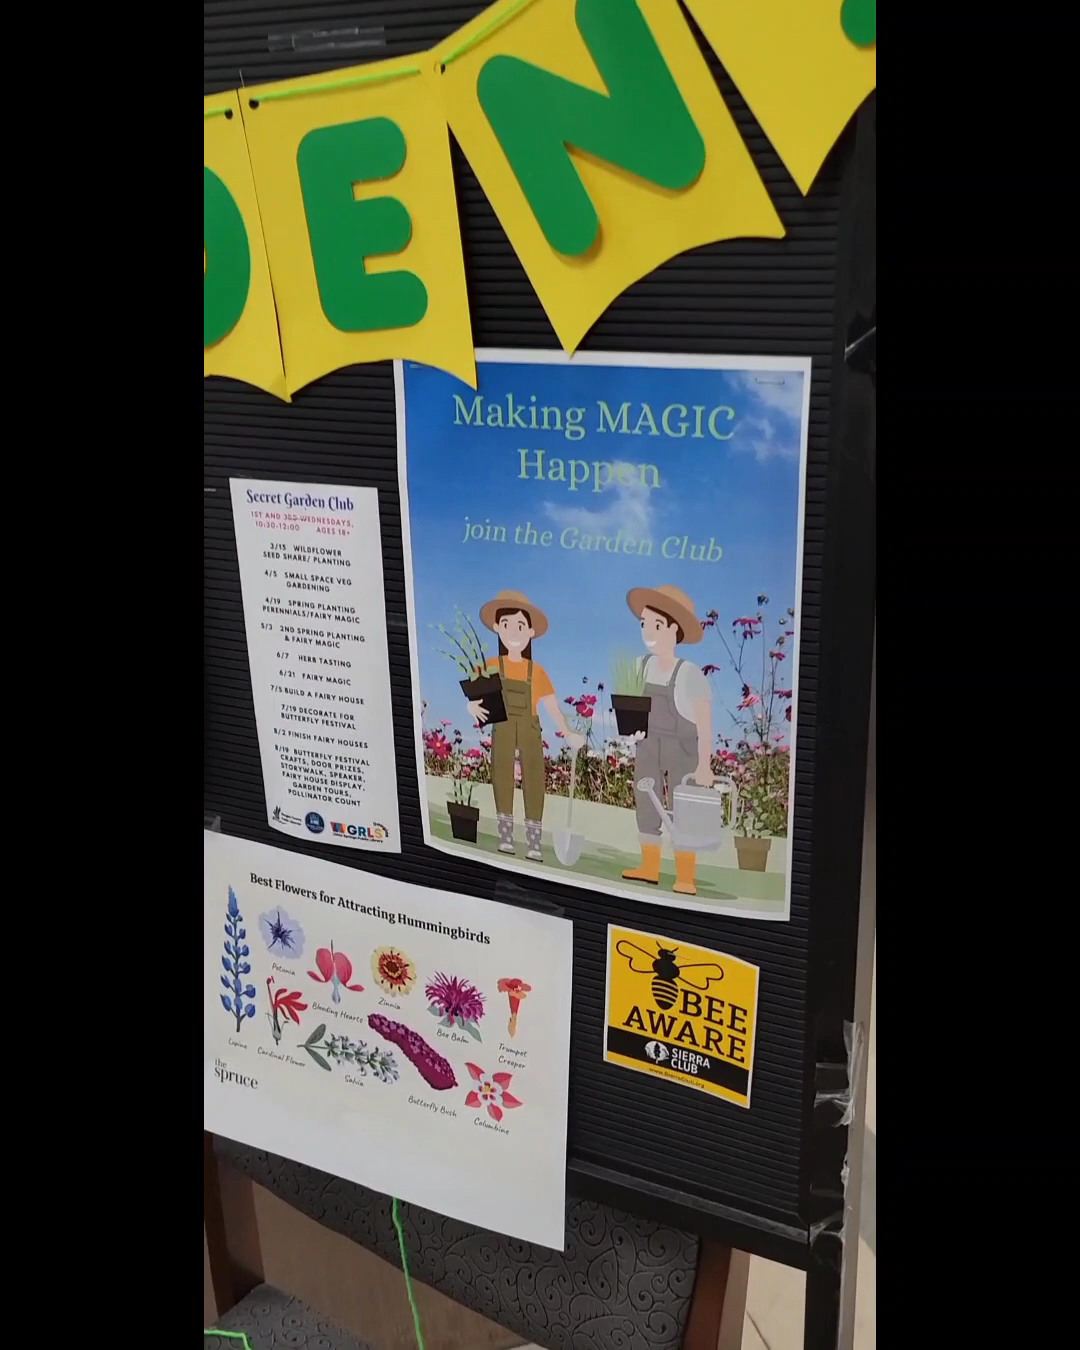 DEN
Making MAGIC
Happen
join the Garden Club
Secret Garden Club
1ST AND 3RD WEDNESDAYS,
10:30-12:00 AGES 18+
3/15 WILDFLOWER
SEED SHARE/ PLANTING
4/5 SMALL SPACE VEG
GARDENING
4/19 SPRING PLANTING
PERENNIALS/FAIRY MAGIC
5/3 2ND SPRING PLANTING
& FAIRY MAGIC
6/7 HERB TASTING
6/21 FAIRY MAGIC
7/5 BUILD A FAIRY HOUSE
7/19 DECORATE FOR
BUTTERFLY FESTIVAL
8/2 FINISH FAIRY HOUSES
8/19 BUTTERFLY FESTIVAL
CRAFTS, DOOR PRIZES,
STORYWALK, SPEAKER,
FAIRY HOUSE DISPLAY,
GARDEN TOURS,
POLLINATOR COUNT
GRLS
Best Flowers for Attracting Hummingbirds
Petunia
Bleeding Hearts
Zinnia
Bee Balm
Trumpet
Creeper
Lupine
Cardinal Flower
Salvia
Butterfly Bush
Columbine
the
spruce
BEE
AWARE
SIERRA
CLUB
www.SierraClub.org